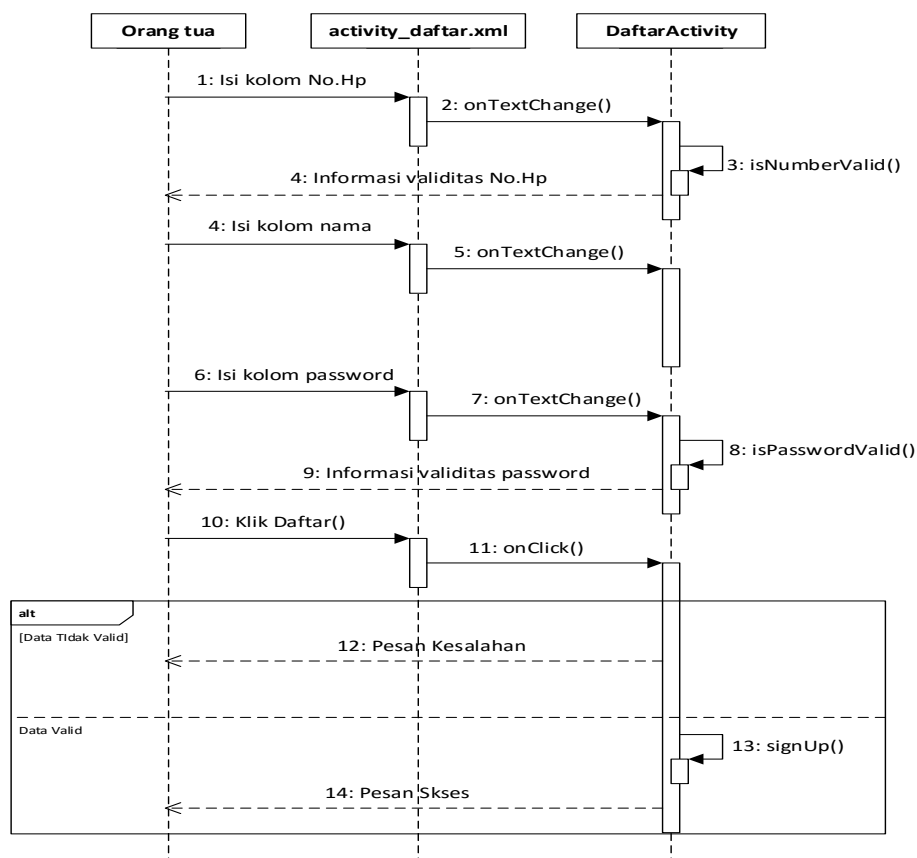 Orang tua
activity_daftar.xml
DaftarActivity
1: Isi kolom No.Hp
2: onTextChange()
3: isNumberValid()
4: Informasi validitas No.Hp
4: Isi kolom nama
5: onTextChange()
6: Isi kolom password
7: onTextChange()
8: isPasswordValid()
9: Informasi validitas password
10: Klik Daftar()
11: onClick()
alt
[Data TIdak Valid]
12: Pesan Kesalahan
Data Valid
13: signUp()
14: Pesan Skses